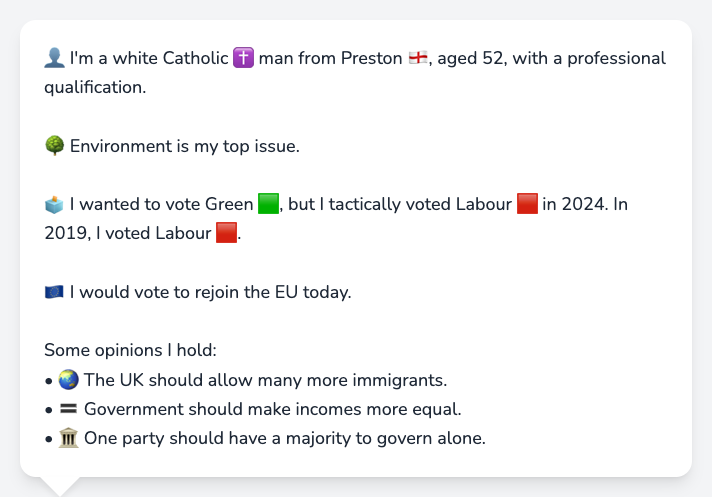 👤 I'm a white Catholic ✝️ man from Preston 🏴󠁧󠁢󠁥󠁮󠁧󠁿, aged 52, with a professional
qualification.
🌳 Environment is my top issue.
🗳️ I wanted to vote Green 🟩, but I tactically voted Labour 🟥 in 2024. In
2019, I voted Labour 🟥.
🇪🇺 I would vote to rejoin the EU today.
Some opinions I hold:
• 🌏 The UK should allow many more immigrants.
• 🟰 Government should make incomes more equal.
• 🏛️ One party should have a majority to govern alone.